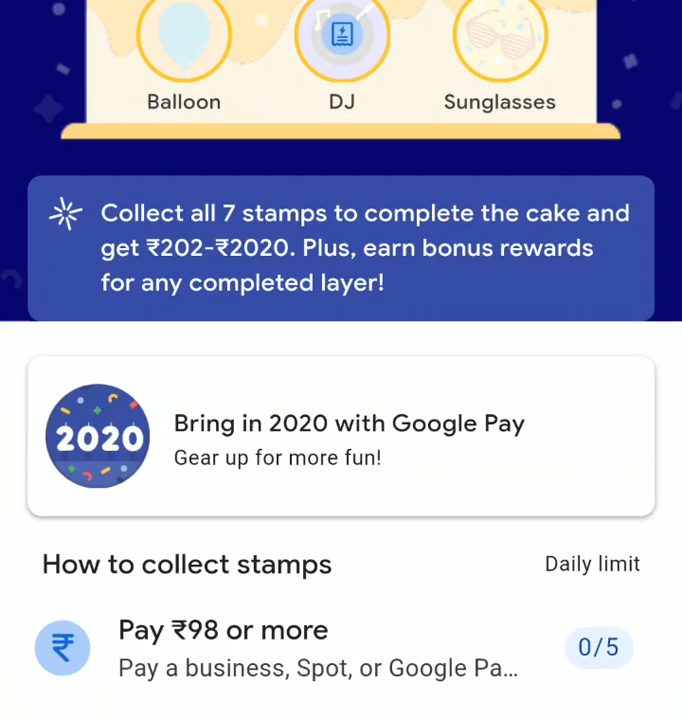 Balloon
DJ
Sunglasses
Collect all 7 stamps to complete the cake and
get ₹202-₹2020. Plus, earn bonus rewards
for any completed layer!
2020
Bring in 2020 with Google Pay
Gear up for more fun!
How to collect stamps
Daily limit
₹
Pay ₹98 or more
0/5
Pay a business, Spot, or Google Pa...